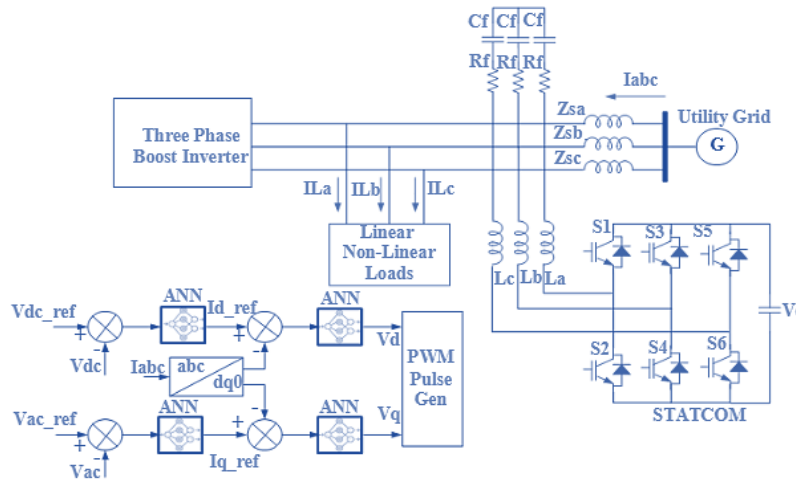 Cf Cf Cf
Rf Rf Rf
Iabc
Utility Grid
G
Zsa
Zsb
Zsc
Three Phase
Boost Inverter
ILa ILb ILc
Linear
Non-Linear
Loads
Lc Lb La
S1 S3 S5
S2 S4 S6
STATCOM
Vdc_ref
+
-
Vdc
ANN
Id_ref
+
-
ANN
Vd
Iabc
abc
dq0
PWM
Pulse
Gen
Vac_ref
+
-
Vac
ANN
Iq_ref
+
-
ANN
Vq